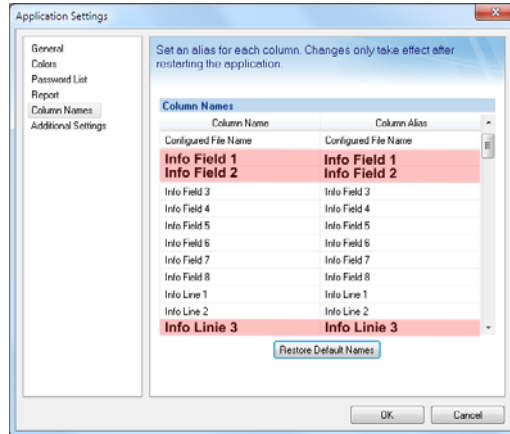 Application Settings
General
Colors
Password List
Report
Column Names
Additional Settings
Set an alias for each column. Changes only take effect after
restarting the application.
Column Names
Column Name Column Alias
Configured File Name Configured File Name
Info Field 1 Info Field 1
Info Field 2 Info Field 2
Info Field 3 Info Field 3
Info Field 4 Info Field 4
Info Field 5 Info Field 5
Info Field 6 Info Field 6
Info Field 7 Info Field 7
Info Field 8 Info Field 8
Info Line 1 Info Line 1
Info Line 2 Info Line 2
Info Linie 3 Info Linie 3
Restore Default Names
OK Cancel